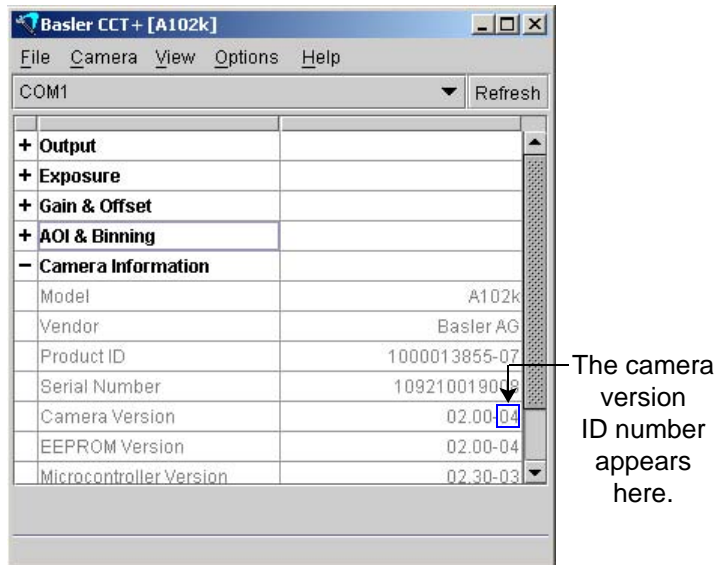 Basler CCT+ [A102k]
File Camera View Options Help
COM1 Refresh
+ Output
+ Exposure
+ Gain & Offset
+ AOI & Binning
− Camera Information
Model A102k
Vendor Basler AG
Product ID 1000013855-07
Serial Number
Camera Version 02.00-04
EEPROM Version 02.00-04
Microcontroller Version 02.30-03
The camera
version
ID number
appears
here.